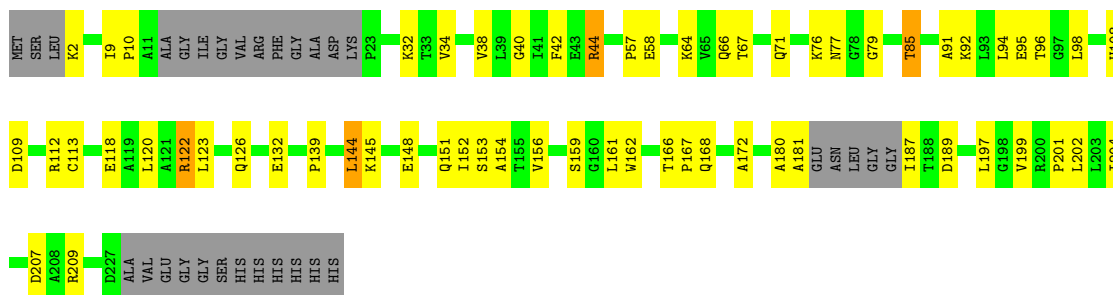 MET SER LEU K2 I9 P10 A11 ALA GLY ILE GLY VAL ARG PHE GLY ALA ASP LYS P23 K32 T33 V34 V38 L39 G40 I41 F42 E43 R44 P57 E58 K64 V65 Q66 T67 Q71 K76 N77 G78 G79 T85 A91 K92 L93 L94 E95 T96 G97 L98
D109 R112 C113 E118 A119 L120 A121 R122 L123 Q126 E132 P139 L144 K145 E148 Q151 I152 S153 A154 T155 V156 S159 G160 L161 W162 T166 P167 Q168 A172 A180 A181 GLU ASN LEU GLY GLY I187 T188 D189 L197 G198 V199 R200 P201 L202 L203
D207 A208 R209 D227 ALA VAL GLU GLY GLY SER HIS HIS HIS HIS HIS HIS